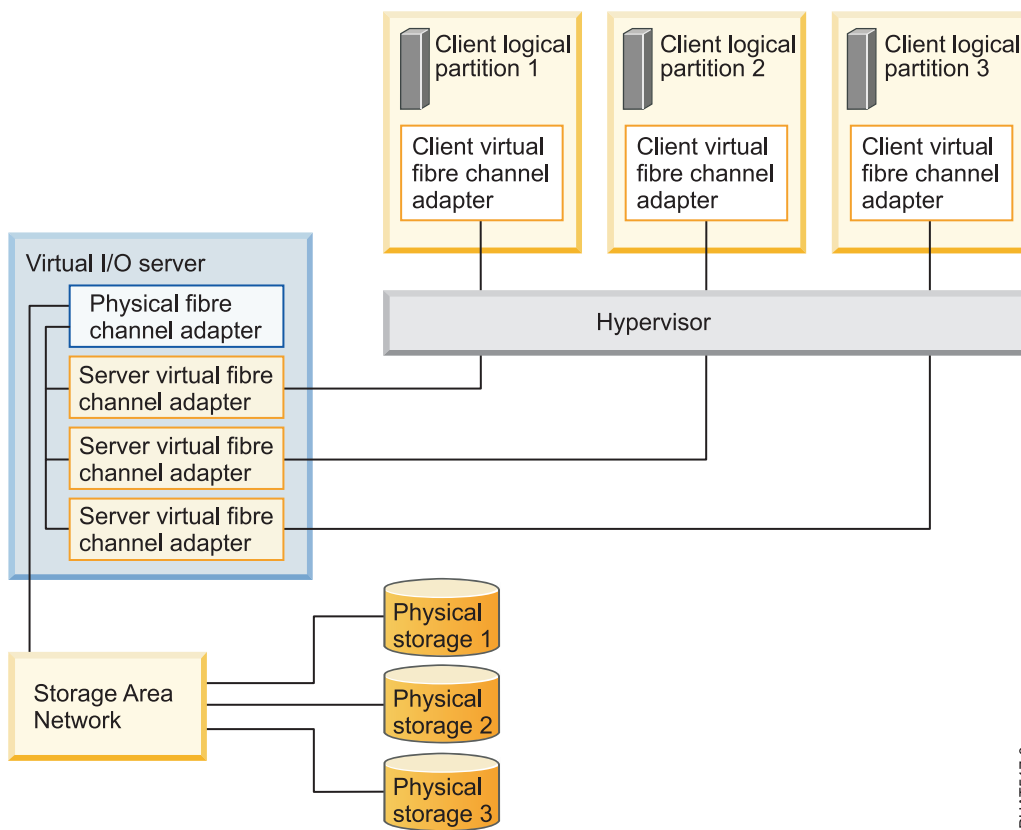 Client logical
partition 1
Client logical
partition 2
Client logical
partition 3
Client virtual
fibre channel
adapter
Client virtual
fibre channel
adapter
Client virtual
fibre channel
adapter
Virtual I/O server
Physical fibre
channel adapter
Hypervisor
Server virtual fibre
channel adapter
Server virtual fibre
channel adapter
Server virtual fibre
channel adapter
Physical
storage 1
Storage Area
Network
Physical
storage 2
Physical
storage 3